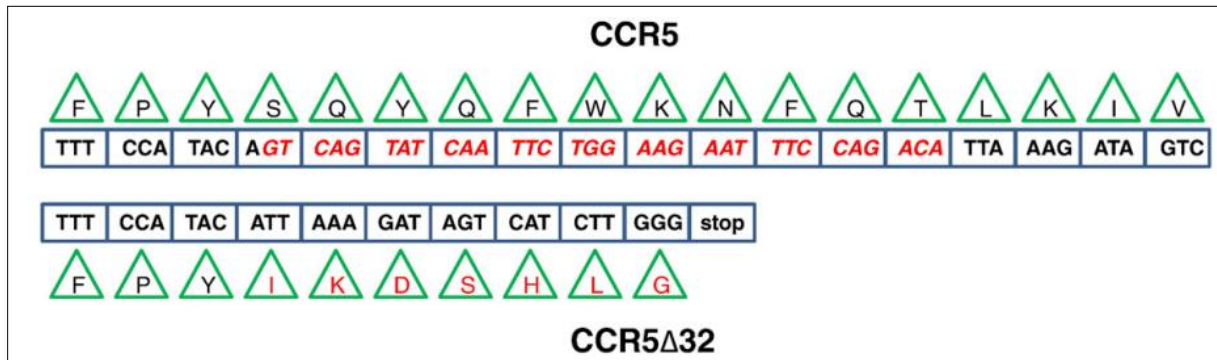 CCR5
F P Y S Q Y Q F W K N F Q T L K I V
TTT CCA TAC AGT CAG TAT CAA TTC TGG AAG AAT TTC CAG ACA TTA AAG ATA GTC
TTT CCA TAC ATT AAA GAT AGT CAT CTT GGG stop
F P Y I K D S H L G
CCR5Δ32